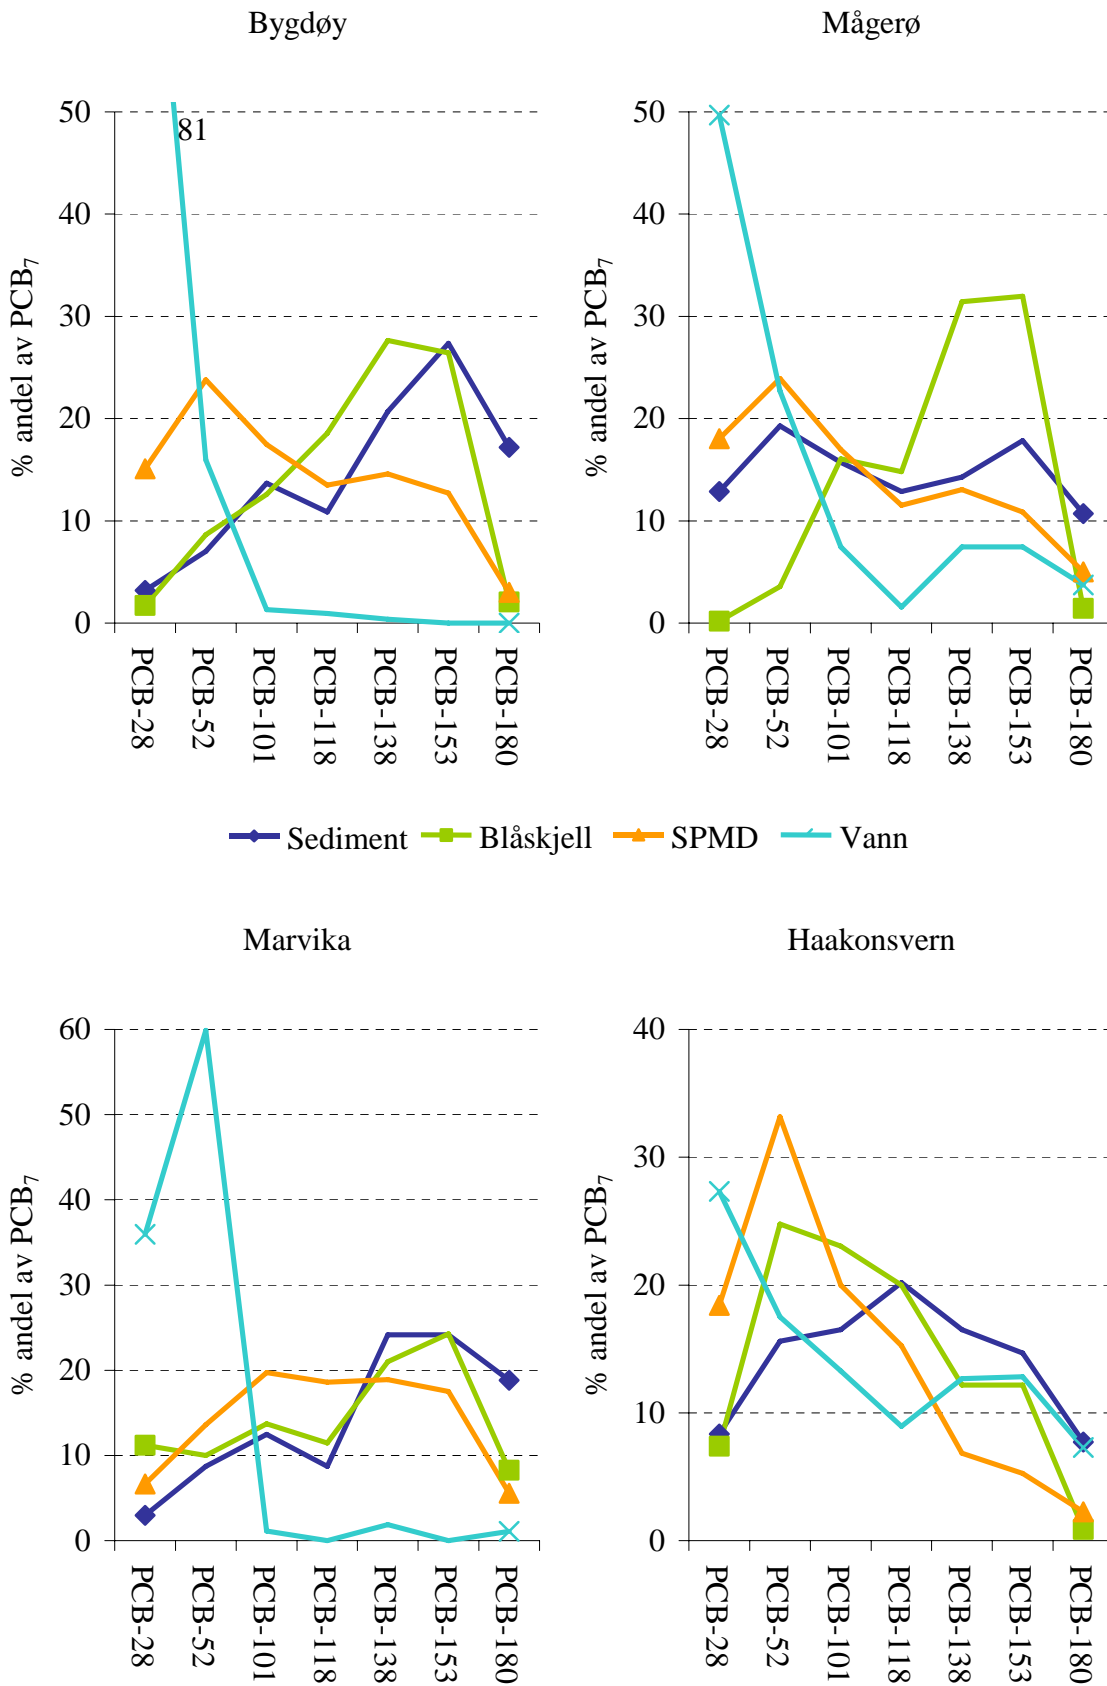 Bygdøy
% andel av PCB7
50
40
30
20
10
0
81
PCB-28
PCB-52
PCB-101
PCB-118
PCB-138
PCB-153
PCB-180
Mågerø
% andel av PCB7
50
40
30
20
10
0
PCB-28
PCB-52
PCB-101
PCB-118
PCB-138
PCB-153
PCB-180
Sediment Blåskjell SPMD Vann
Marvika
% andel av PCB7
60
50
40
30
20
10
0
PCB-28
PCB-52
PCB-101
PCB-118
PCB-138
PCB-153
PCB-180
Haakonsvern
% andel av PCB7
40
30
20
10
0
PCB-28
PCB-52
PCB-101
PCB-118
PCB-138
PCB-153
PCB-180